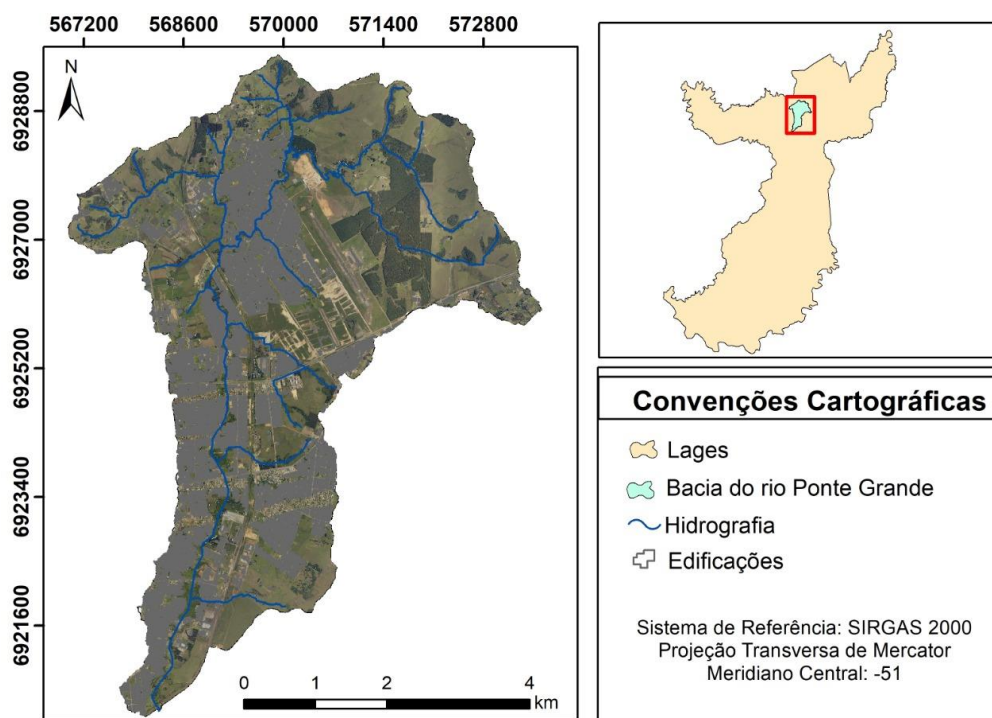 567200 568600 570000 571400 572800
N
6928800
6927000
6925200
6923400
6921600
0 1 2 4
km
Convenções Cartográficas
Lages
Bacia do rio Ponte Grande
Hidrografia
Edificações
Sistema de Referência: SIRGAS 2000
Projeção Transversa de Mercator
Meridiano Central: -51